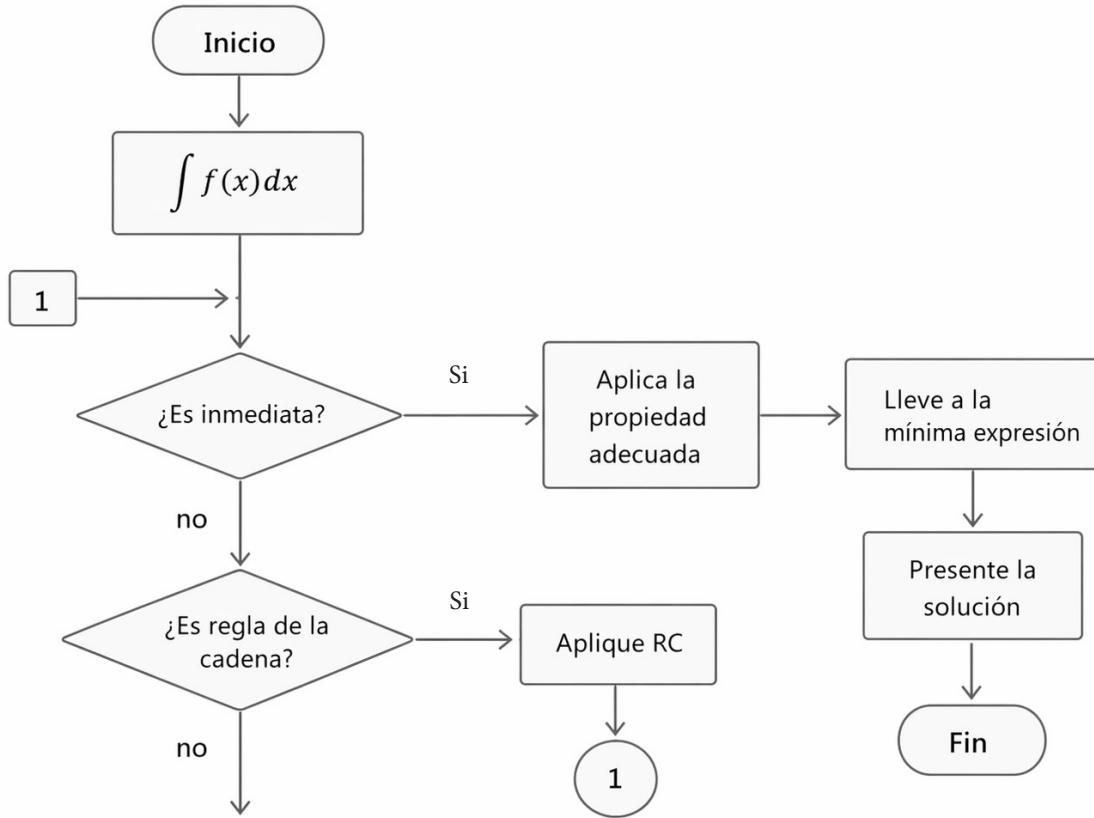 Inicio
∫ f(x)dx
1
¿Es inmediata?
Si
Aplica la
propiedad
adecuada
Lleve a la
mínima expresión
no
Presente la
solución
¿Es regla de la
cadena?
Si
Aplique RC
no
1
Fin